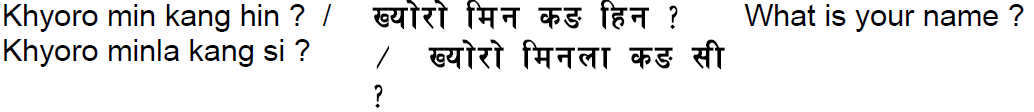 Khyoro min kang hin ? /
Khyoro minla kang si ?
ख्योरो मिन कङ हिन ?
/ ख्योरो मिनला कङ सी
?
What is your name ?